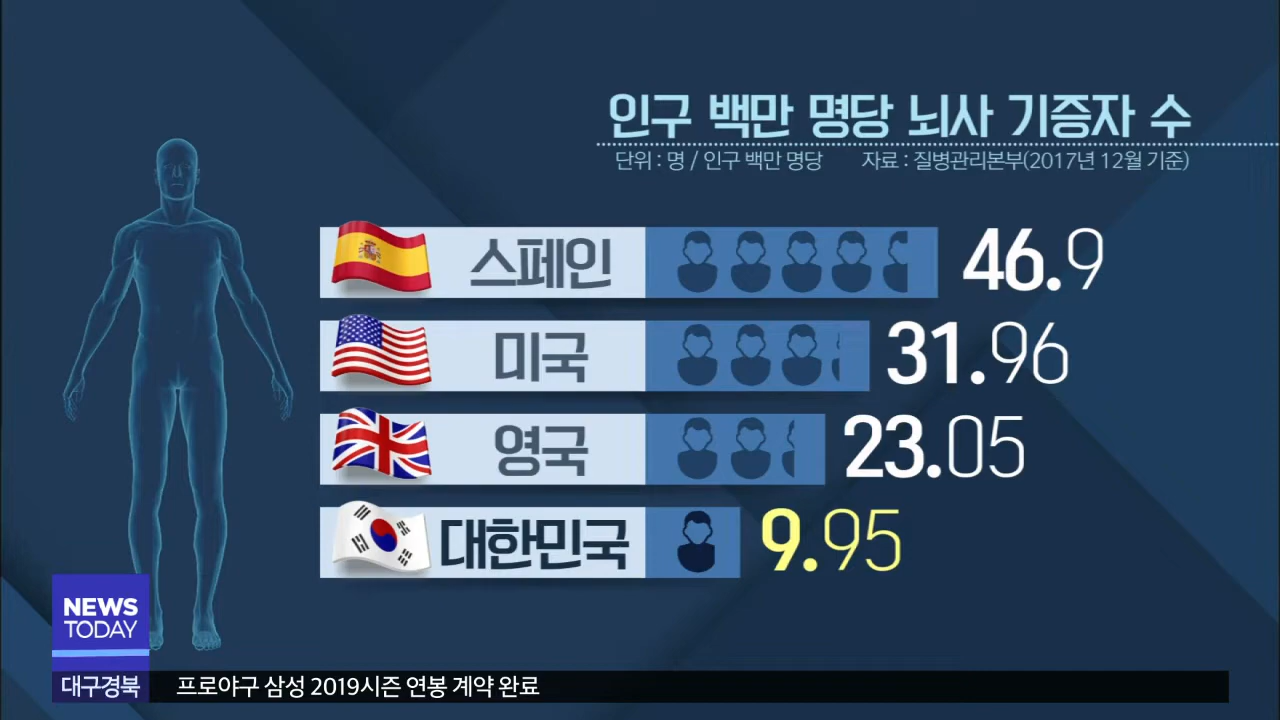 인구 백만 명당 뇌사 기증자 수
단위 : 명 / 인구 백만 명당 자료 : 질병관리본부(2017년 12월 기준)
스페인 46.9
미국 31.96
영국 23.05
대한민국 9.95
NEWS
TODAY
대구경북 프로야구 삼성 2019시즌 연봉 계약 완료